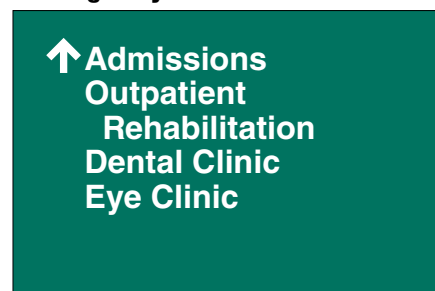 Admissions
Outpatient
Rehabilitation
Dental Clinic
Eye Clinic